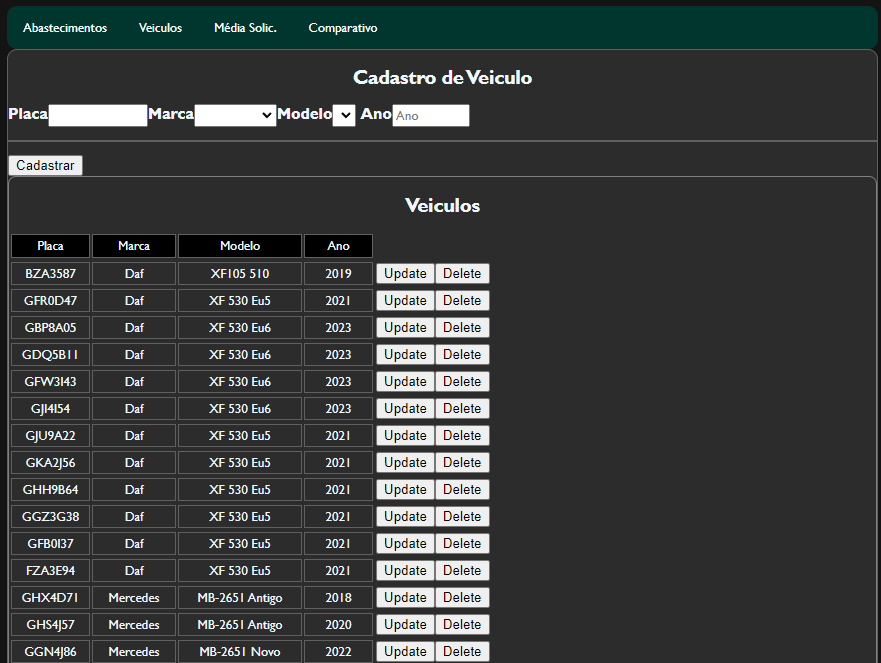 Abastecimentos Veiculos Média Solic. Comparativo
Cadastro de Veiculo
Placa Marca Modelo Ano Ano
Cadastrar
Veiculos
Placa Marca Modelo Ano
BZA3587 Daf XF105 510 2019 Update Delete
GFR0D47 Daf XF 530 Eu5 2021 Update Delete
GBP8A05 Daf XF 530 Eu6 2023 Update Delete
GDQ5B11 Daf XF 530 Eu6 2023 Update Delete
GFW3I43 Daf XF 530 Eu6 2023 Update Delete
GJI4I54 Daf XF 530 Eu6 2023 Update Delete
GJU9A22 Daf XF 530 Eu5 2021 Update Delete
GKA2J56 Daf XF 530 Eu5 2021 Update Delete
GHH9B64 Daf XF 530 Eu5 2021 Update Delete
GGZ3G38 Daf XF 530 Eu5 2021 Update Delete
GFB0I37 Daf XF 530 Eu5 2021 Update Delete
FZA3E94 Daf XF 530 Eu5 2021 Update Delete
GHX4D71 Mercedes MB-2651 Antigo 2018 Update Delete
GHS4J57 Mercedes MB-2651 Antigo 2020 Update Delete
GGN4J86 Mercedes MB-2651 Novo 2022 Update Delete